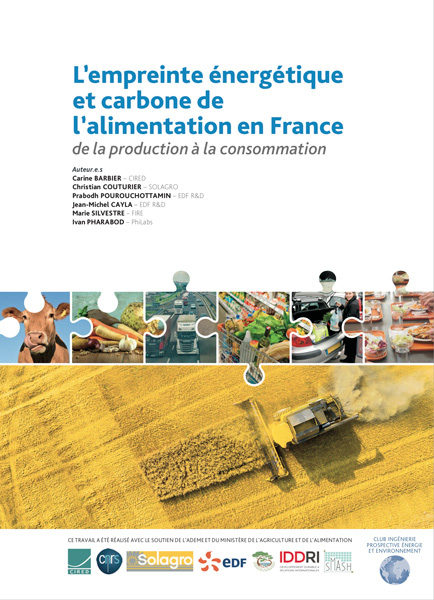 L'empreinte énergétique
et carbone de
l'alimentation en France
de la production à la consommation
Auteur.e.s
Carine BARBIER – CIRED
Christian COUTURIER – SOLAGRO
Prabodh POUROUCHOTTAMIN – EDF R&D
Jean-Michel CAYLA – EDF R&D
Marie SILVESTRE – FIRE
Ivan PHARABOD – PhiLabs
CE TRAVAIL A ÉTÉ RÉALISÉ AVEC LE SOUTIEN DE L'ADEME ET DU MINISTÈRE DE L'AGRICULTURE ET DE L'ALIMENTATION
CLUB INGÉNIERIE
PROSPECTIVE ÉNERGIE
ET ENVIRONNEMENT
CIRED
cnrs
Solagro
eDF
IDDRI
SMASH